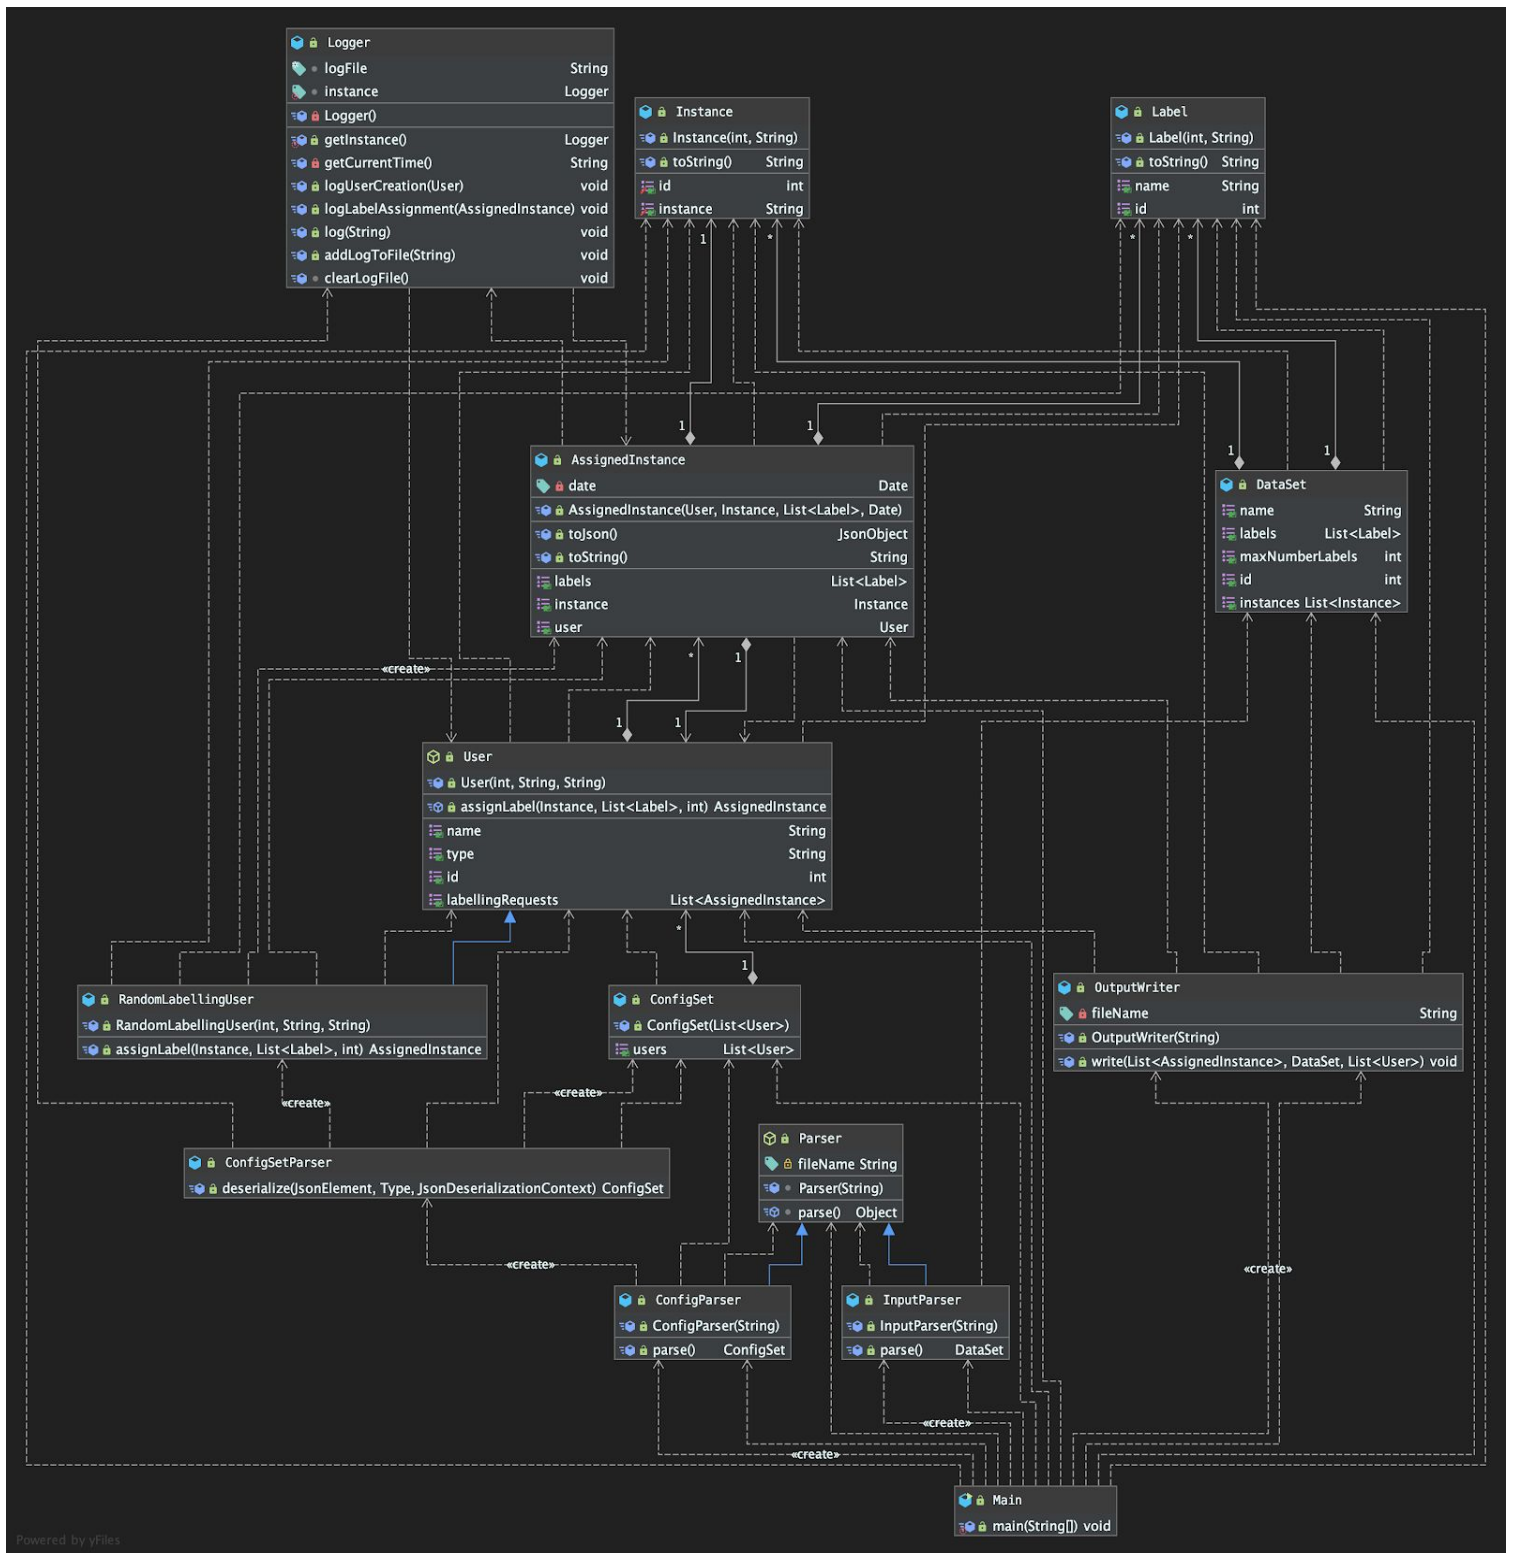 Logger
logFile String
instance Logger
Logger()
getInstance() Logger
getCurrentTime() String
logUserCreation(User) void
logLabelAssignment(AssignedInstance) void
log(String) void
addLogToFile(String) void
clearLogFile() void
Instance
Instance(int, String)
toString() String
id int
instance String
Label
Label(int, String)
toString() String
name String
id int
1
*
*
*
1
1
1
1
AssignedInstance
date Date
AssignedInstance(User, Instance, List<Label>, Date)
toJson() JsonObject
toString() String
labels List<Label>
instance Instance
user User
DataSet
name String
labels List<Label>
maxNumberLabels int
id int
instances List<Instance>
«create»
*
1
1
1
User
User(int, String, String)
assignLabel(Instance, List<Label>, int) AssignedInstance
name String
type String
id int
labellingRequests List<AssignedInstance>
*
1
RandomLabellingUser
RandomLabellingUser(int, String, String)
assignLabel(Instance, List<Label>, int) AssignedInstance
ConfigSet
ConfigSet(List<User>)
users List<User>
OutputWriter
fileName String
OutputWriter(String)
write(List<AssignedInstance>, DataSet, List<User>) void
«create»
«create»
ConfigSetParser
deserialize(JsonElement, Type, JsonDeserializationContext) ConfigSet
Parser
fileName String
Parser(String)
parse() Object
«create»
«create»
ConfigParser
ConfigParser(String)
parse() ConfigSet
InputParser
InputParser(String)
parse() DataSet
«create»
«create»
Main
main(String[]) void
Powered by yFiles